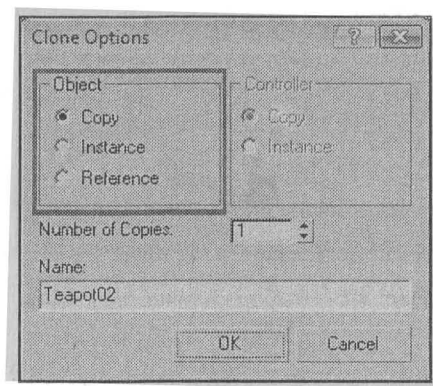 Clone Options
Object
Copy
Instance
Reference
Controller
Copy
Instance
Number of Copies: 1
Name:
Teapot02
OK Cancel